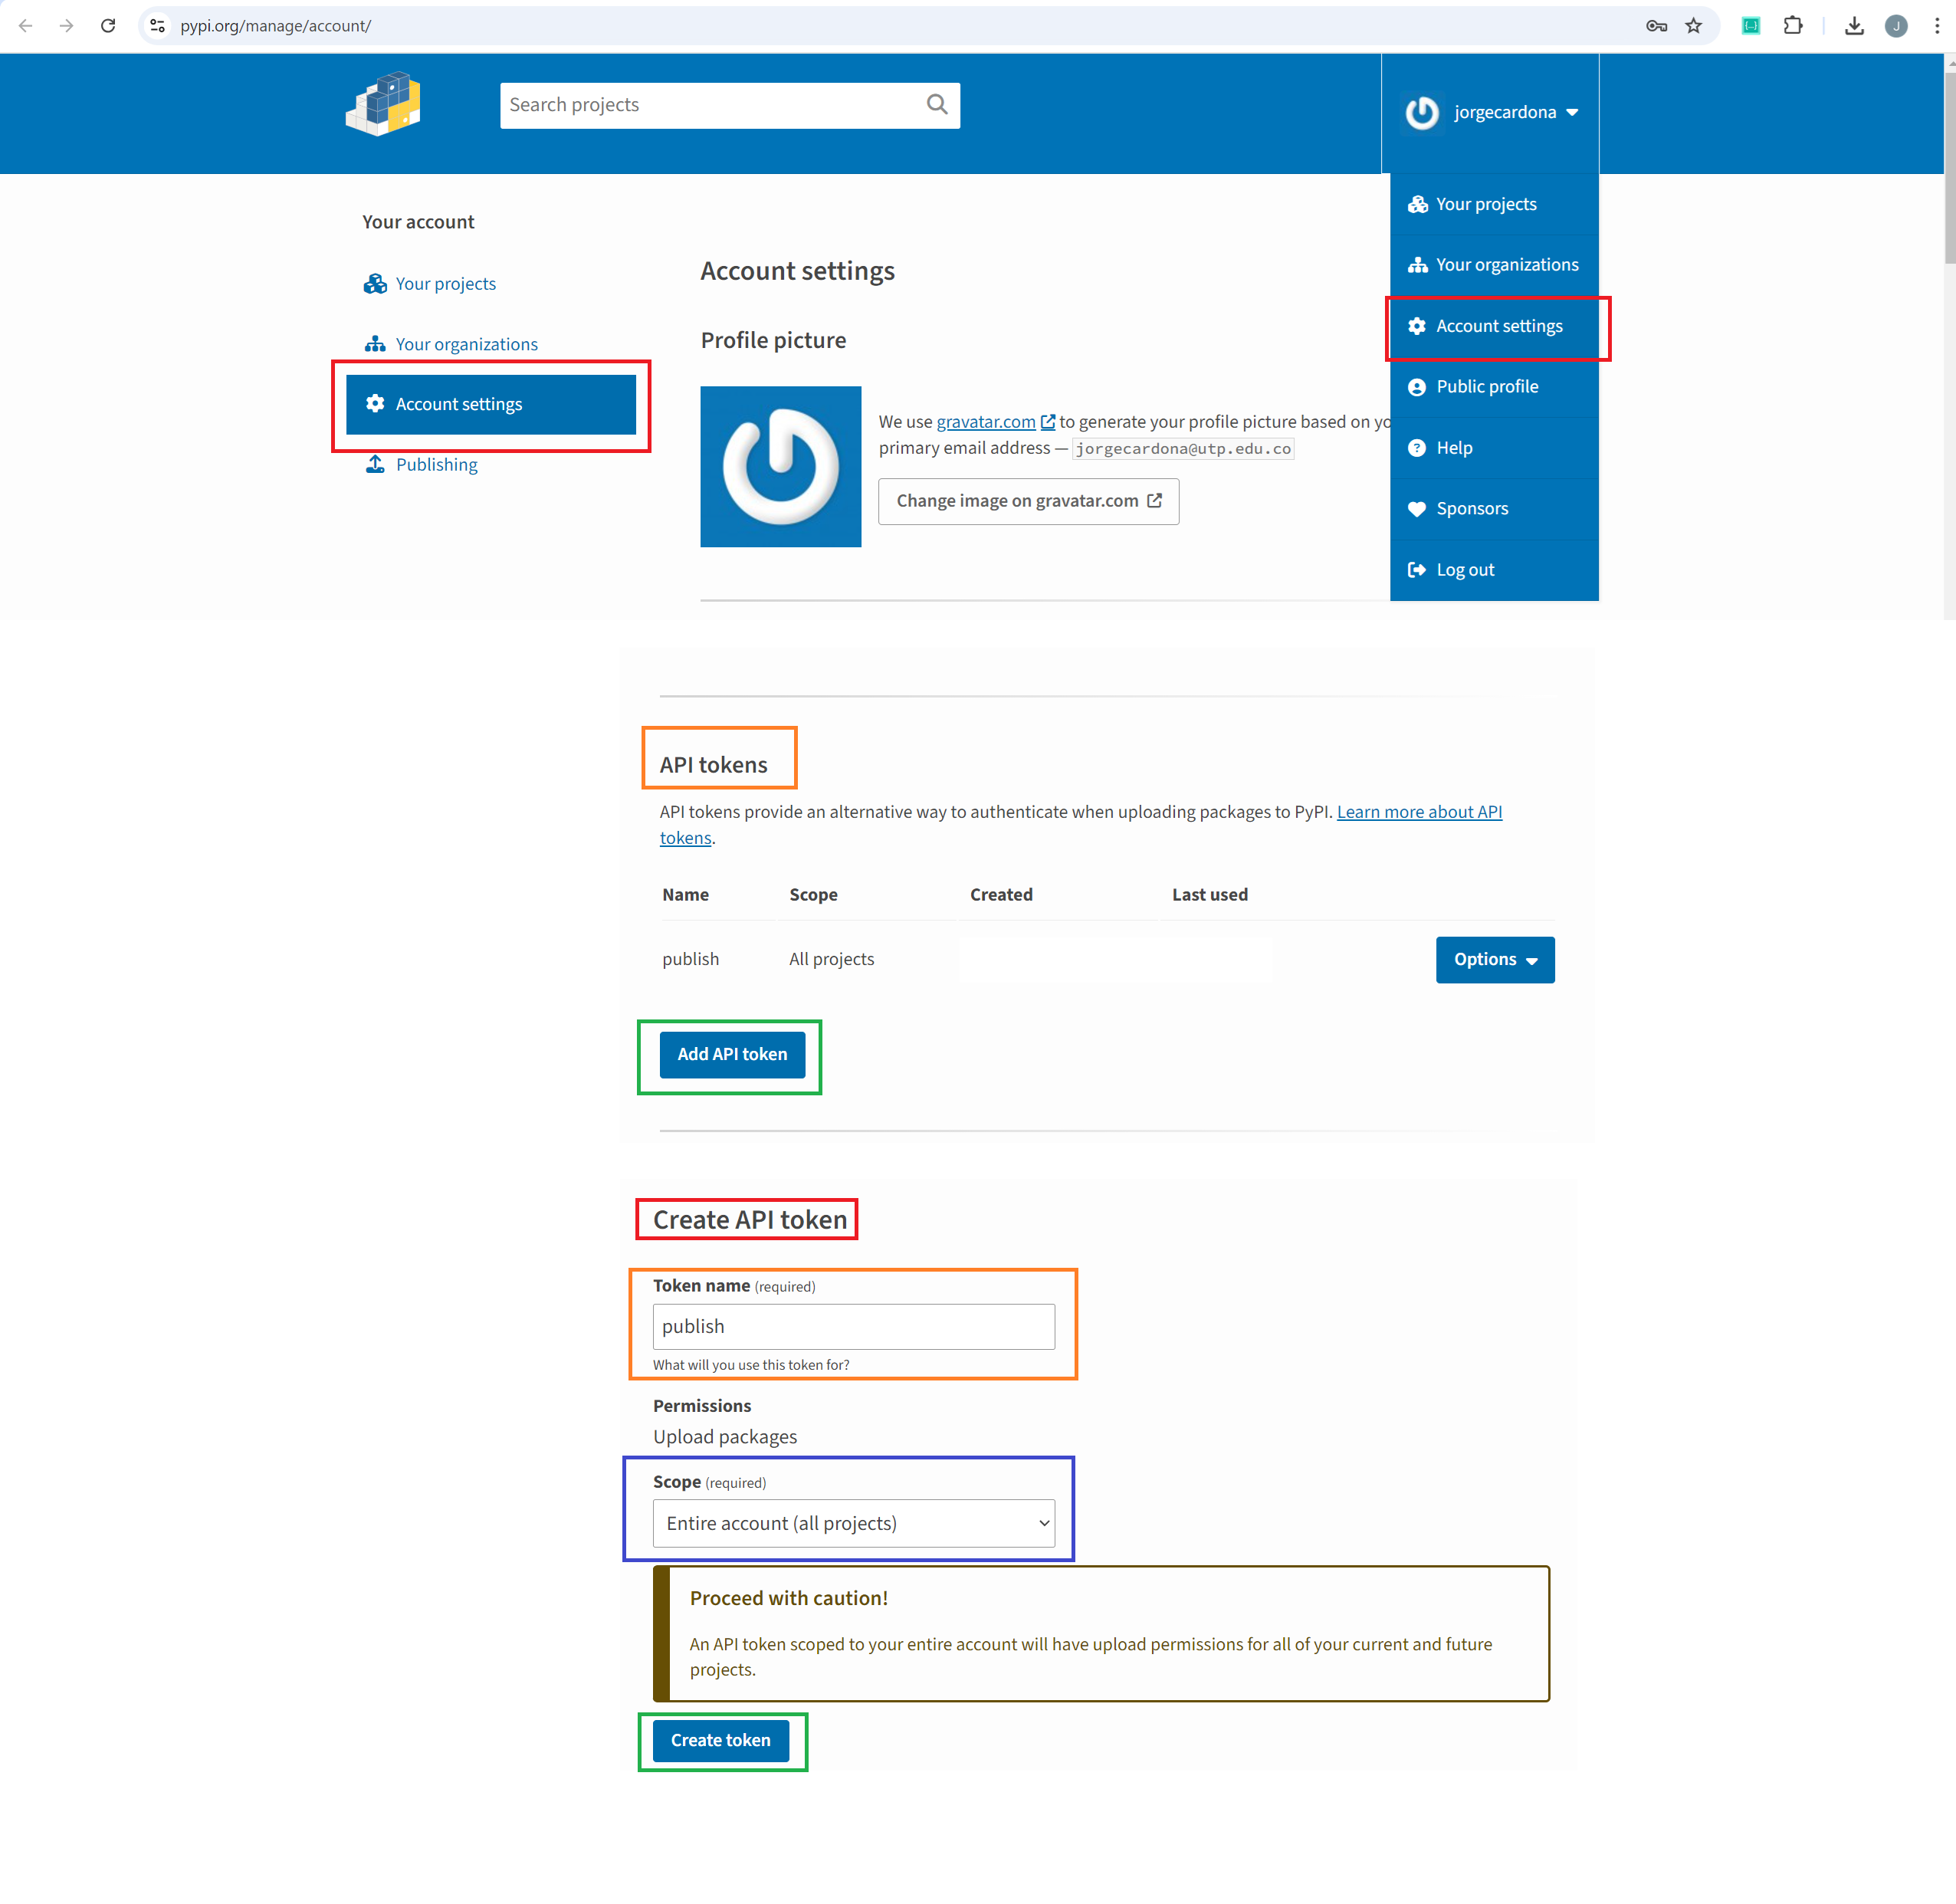 pypi.org/manage/account/
J
Search projects
jorgecardona
Your projects
Your organizations
Account settings
Public profile
Help
Sponsors
Log out
Your account
Your projects
Your organizations
Account settings
Publishing
Account settings
Profile picture
We use gravatar.com to generate your profile picture based on yo
primary email address — jorgecardona@utp.edu.co
Change image on gravatar.com
API tokens
API tokens provide an alternative way to authenticate when uploading packages to PyPI. Learn more about API
tokens.
Name Scope Created Last used
publish All projects Options
Add API token
Create API token
Token name (required)
publish
What will you use this token for?
Permissions
Upload packages
Scope (required)
Entire account (all projects)
Proceed with caution!
An API token scoped to your entire account will have upload permissions for all of your current and future
projects.
Create token